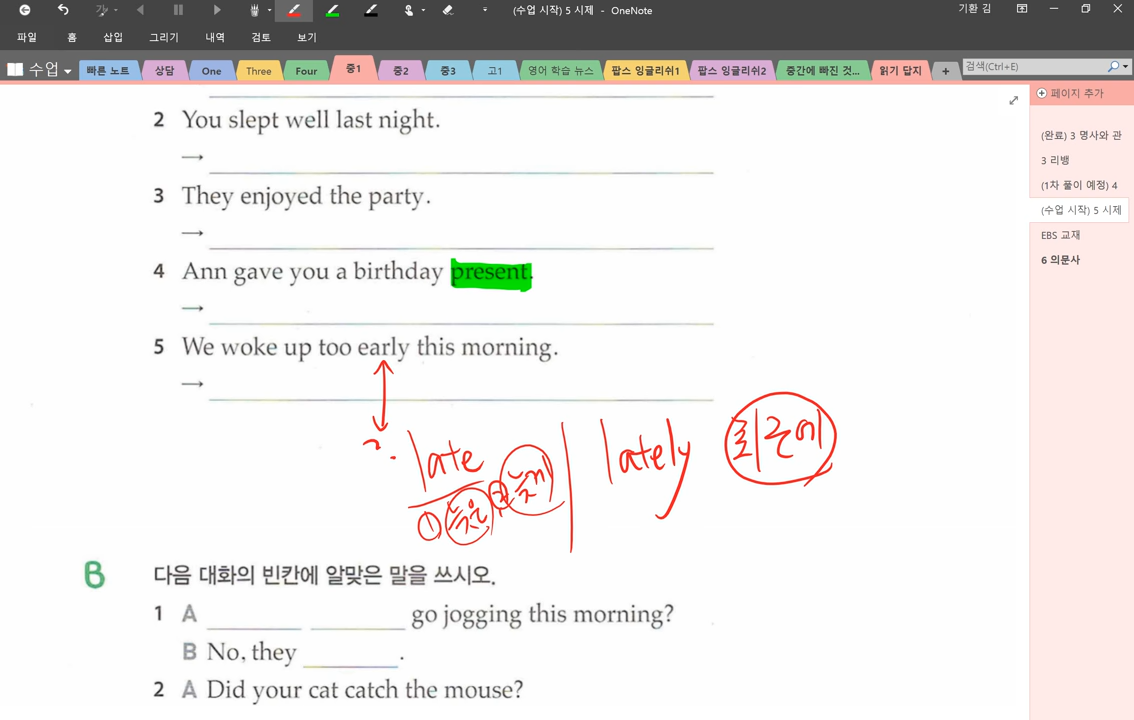 (수업 시작) 5 시제 - OneNote
기환 김
파일 홈 삽입 그리기 내역 검토 보기
수업 빠른 노트 상담 One Three Four 중1 중2 중3 고1 영어 학습 뉴스 팝스 잉글리쉬1 팝스 잉글리쉬2 중간에 빠진 것... 읽기 답지 + 검색(Ctrl+E)
페이지 추가
(완료) 3 명사와 관
3 리뱅
(1차 풀이 예정) 4
(수업 시작) 5 시제
EBS 교재
6 의문사
2 You slept well last night.
→
3 They enjoyed the party.
→
4 Ann gave you a birthday present.
→
5 We woke up too early this morning.
→
late lately 최근에
① 늦은 ② 늦게
B 다음 대화의 빈칸에 알맞은 말을 쓰시오.
1 A go jogging this morning?
B No, they .
2 A Did your cat catch the mouse?